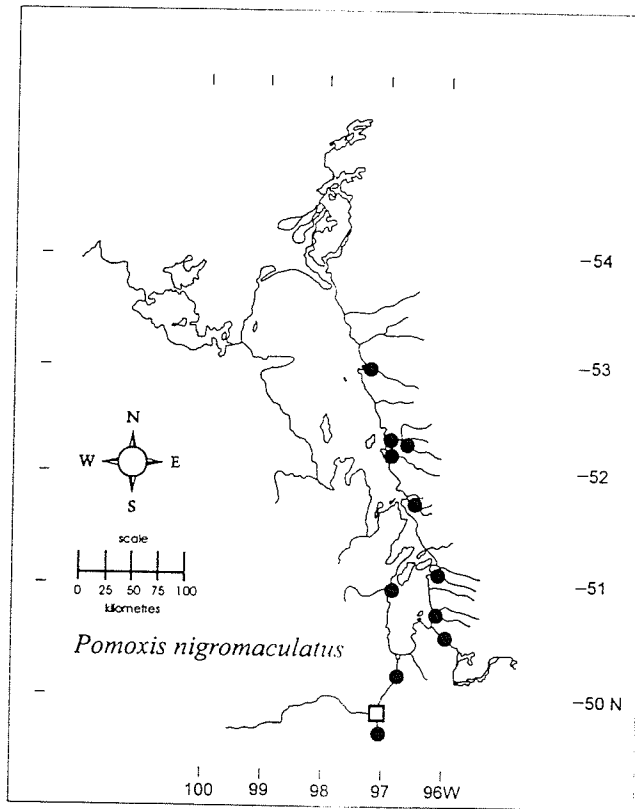 –54
–53
N
W E
S
–52
scale
0 25 50 75 100
kilometres
–51
Pomoxis nigromaculatus
–50 N
100 99 98 97 96W